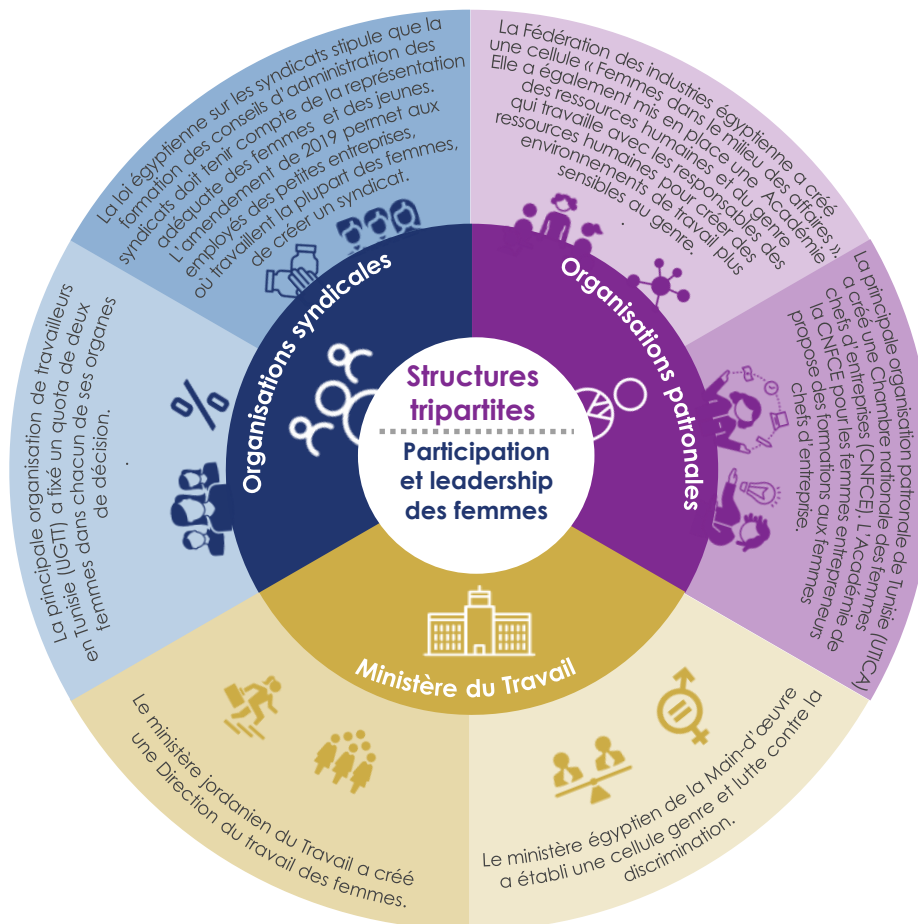 Structures
tripartites
Participation
et leadership
des femmes
Organisations syndicales
La loi égyptienne sur les syndicats stipule que la
formation des conseils d'administration des
syndicats doit tenir compte de la représentation
adéquate des femmes et des jeunes.
L'amendement de 2019 permet aux
employés des petites entreprises,
où travaillent la plupart des femmes,
de créer un syndicat.
La principale organisation de travailleurs
en Tunisie (UGTT) a fixé un quota de deux
femmes dans chacun de ses organes
de décision.
%
Organisations patronales
La Fédération des industries égyptienne a créé
une cellule « Femmes dans le milieu des affaires ».
Elle a également mis en place une Académie
des ressources humaines et du genre
qui travaille avec les responsables des
ressources humaines pour créer des
environnements de travail plus
sensibles au genre.
La principale organisation patronale de Tunisie (UTICA)
a créé une Chambre nationale des femmes
chefs d'entreprises (CNFCE). L'Académie de
la CNFCE pour les femmes entrepreneurs
propose des formations aux femmes
chefs d'entreprise.
Ministère du Travail
Le ministère jordanien du Travail a créé
une Direction du travail des femmes.
Le ministère égyptien de la Main-d'œuvre
a établi une cellule genre et lutte contre la
discrimination.